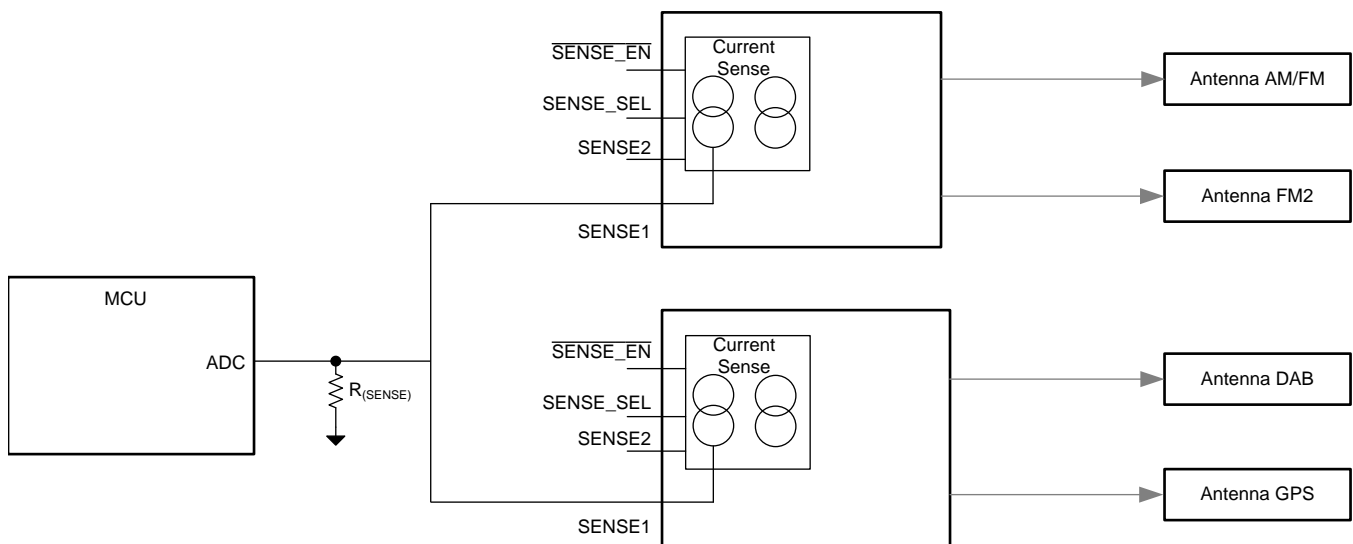 SENSE_EN
Current
Sense
SENSE_SEL
SENSE2
SENSE1
Antenna AM/FM
Antenna FM2
MCU
ADC
R(SENSE)
SENSE_EN
Current
Sense
SENSE_SEL
SENSE2
SENSE1
Antenna DAB
Antenna GPS